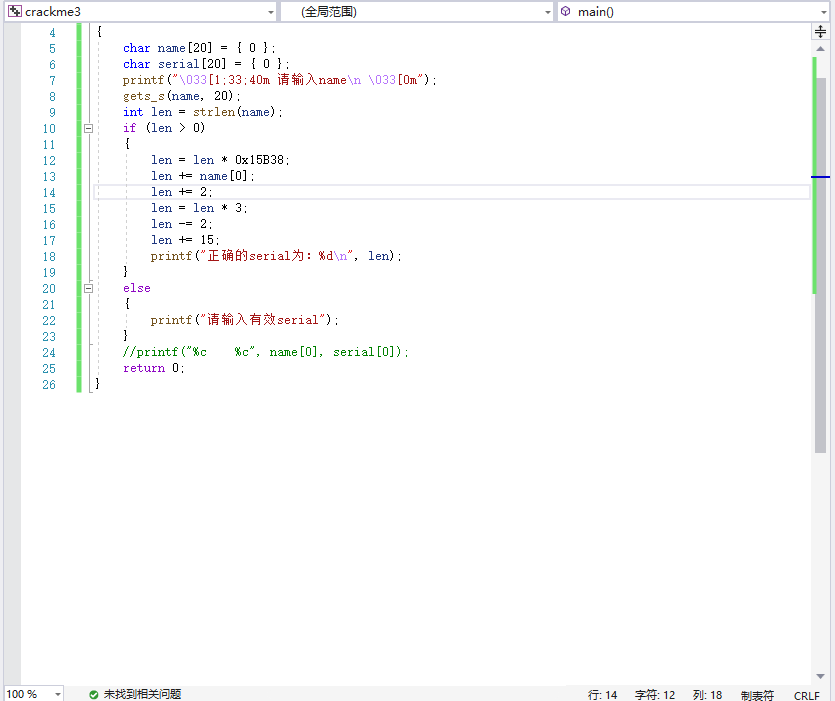 crackme3 (全局范围) main()
4 {
5 char name[20] = { 0 };
6 char serial[20] = { 0 };
7 printf("\033[1;33;40m 请输入name\n \033[0m");
8 gets_s(name, 20);
9 int len = strlen(name);
10 if (len > 0)
11 {
12 len = len * 0x15B38;
13 len += name[0];
14 len += 2;
15 len = len * 3;
16 len -= 2;
17 len += 15;
18 printf("正确的serial为: %d\n", len);
19 }
20 else
21 {
22 printf("请输入有效serial");
23 }
24 //printf("%c    %c", name[0], serial[0]);
25 return 0;
26 }
100 % 未找到相关问题 行: 14 字符: 12 列: 18 制表符 CRLF